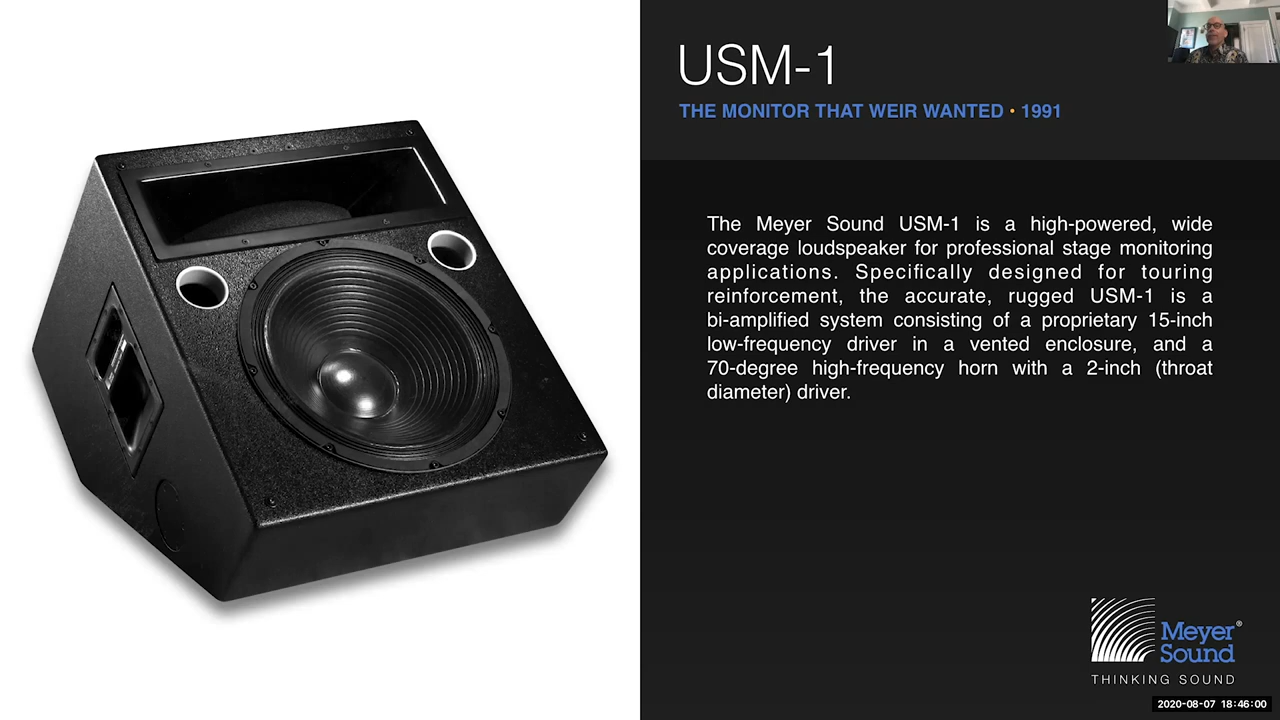 USM-1
THE MONITOR THAT WEIR WANTED • 1991
The Meyer Sound USM-1 is a high-powered, wide
coverage loudspeaker for professional stage monitoring
applications. Specifically designed for touring
reinforcement, the accurate, rugged USM-1 is a
bi-amplified system consisting of a proprietary 15-inch
low-frequency driver in a vented enclosure, and a
70-degree high-frequency horn with a 2-inch (throat
diameter) driver.
Meyer®
Sound
THINKING SOUND
2020-08-07 18:46:00